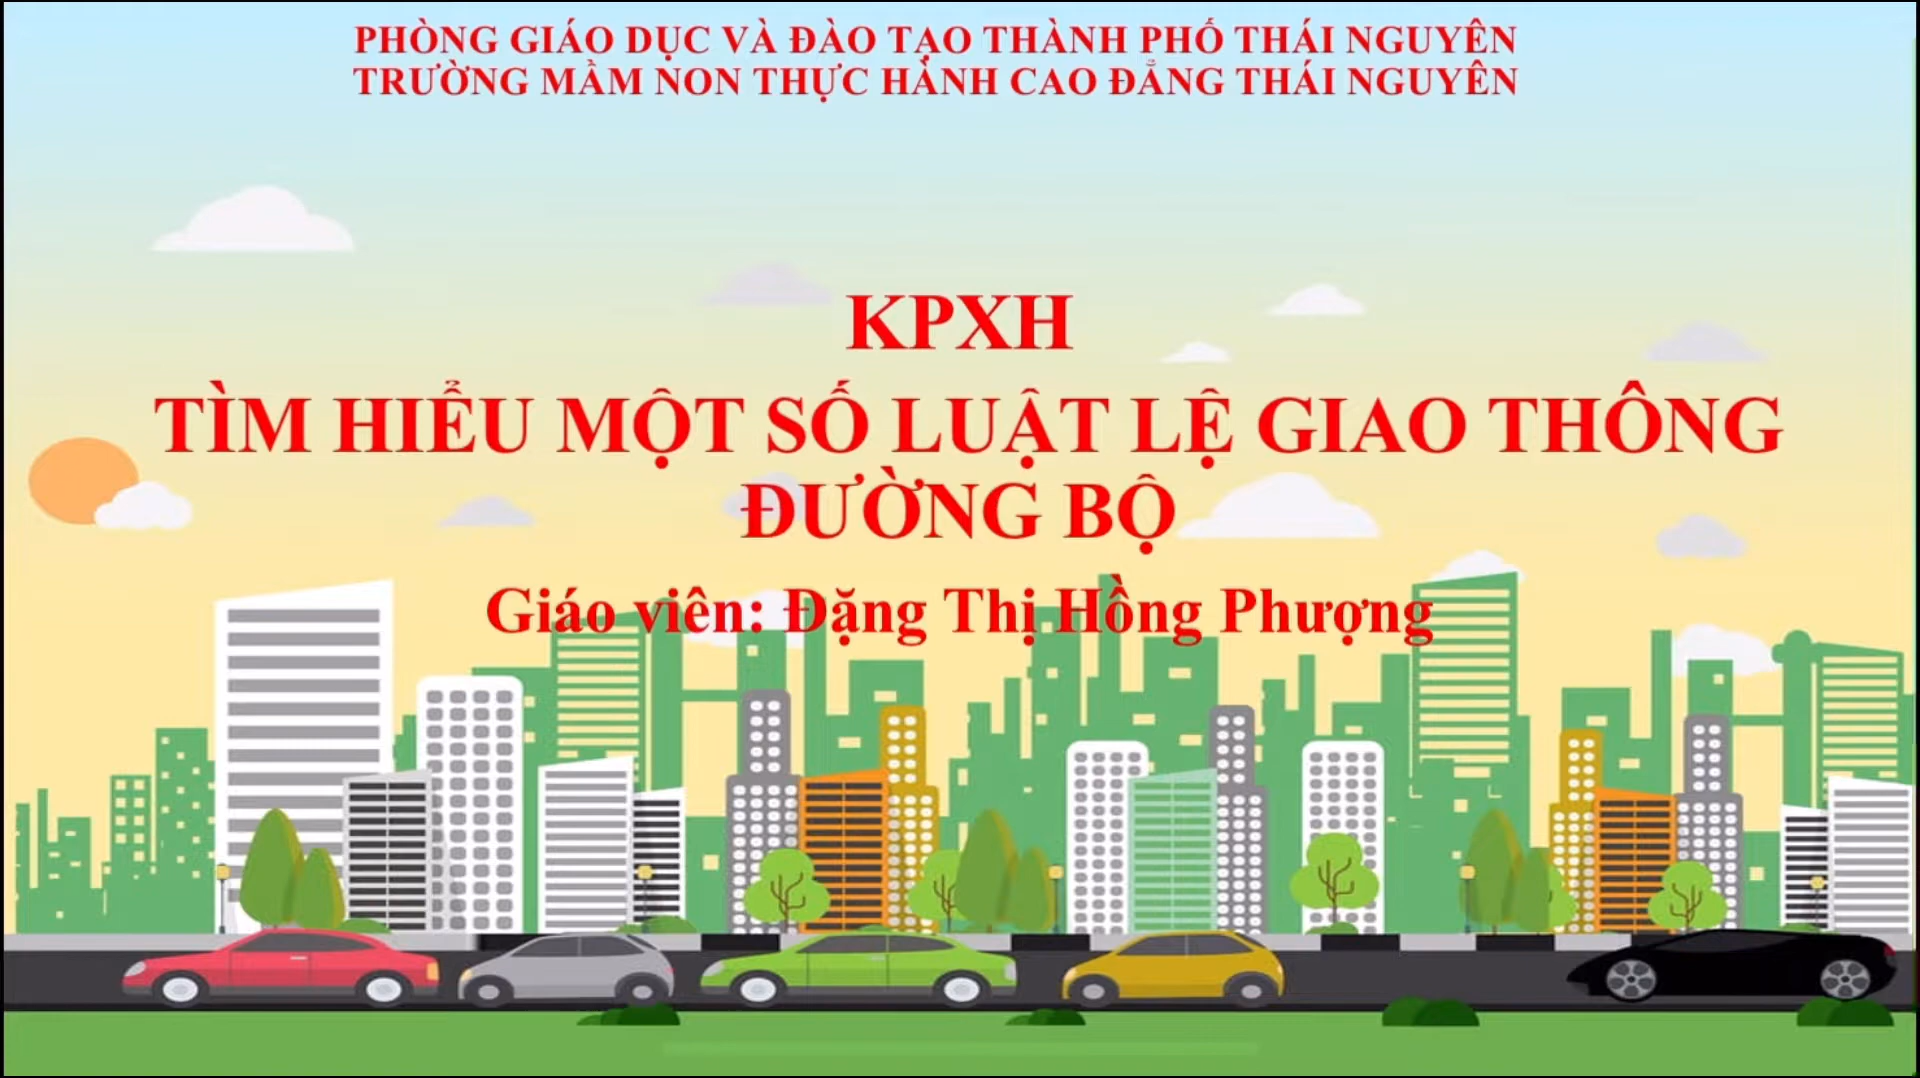 PHÒNG GIÁO DỤC VÀ ĐÀO TẠO THÀNH PHỐ THÁI NGUYÊN
TRƯỜNG MẦM NON THỰC HÀNH CAO ĐẲNG THÁI NGUYÊN
KPXH
TÌM HIỂU MỘT SỐ LUẬT LỆ GIAO THÔNG
ĐƯỜNG BỘ
Giáo viên: Đặng Thị Hồng Phượng